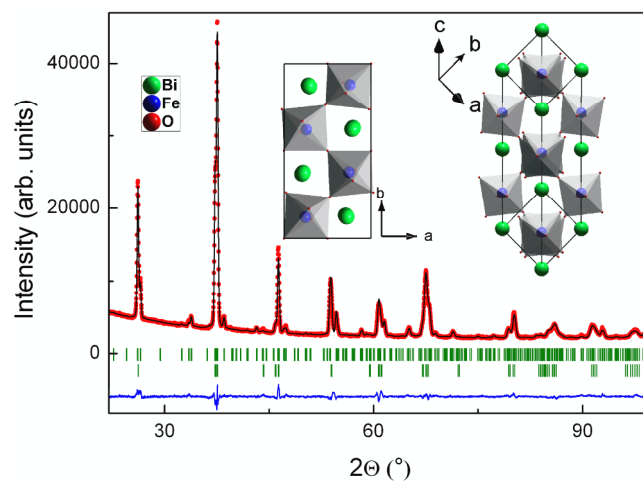 40000
20000
0
Intensity (arb. units)
Bi
Fe
O
b
a
c
b
a
30
60
90
2Θ (°)